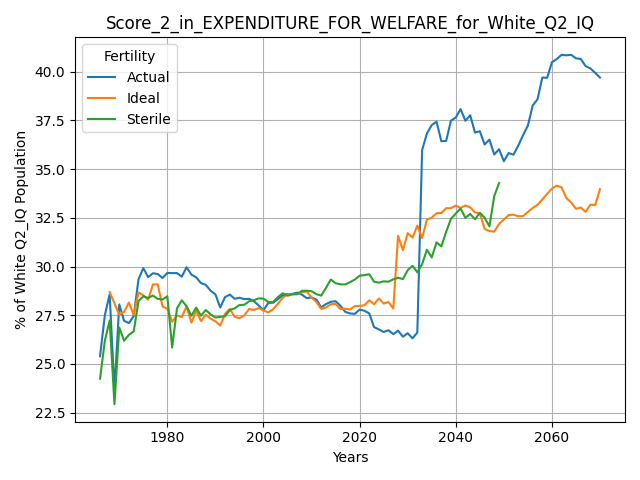 Score_2_in_EXPENDITURE_FOR_WELFARE_for_White_Q2_IQ
Fertility
Actual
Ideal
Sterile
% of White Q2_IQ Population
40.0
37.5
35.0
32.5
30.0
27.5
25.0
22.5
1980
2000
2020
2040
2060
Years